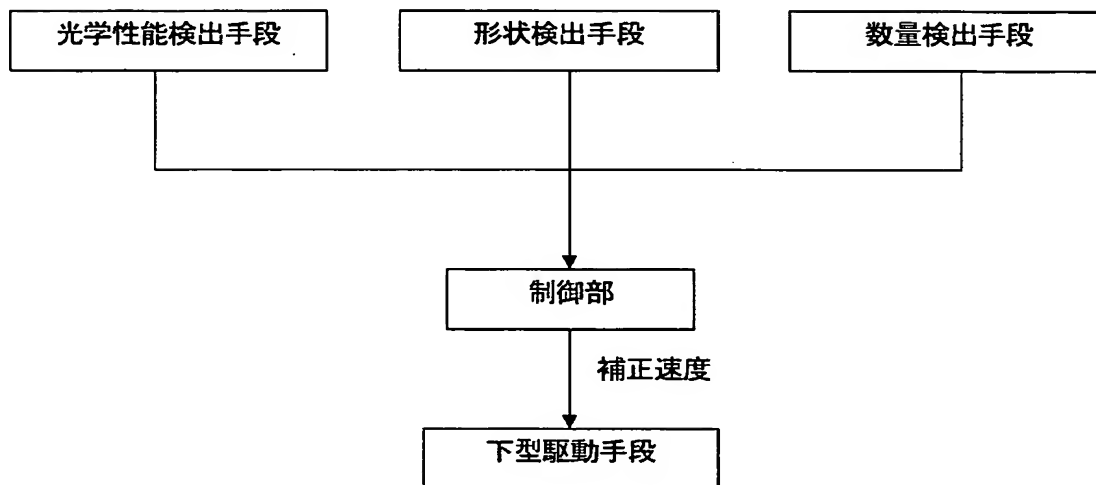 光学性能検出手段
形状検出手段
数量検出手段
制御部
補正速度
下型駆動手段